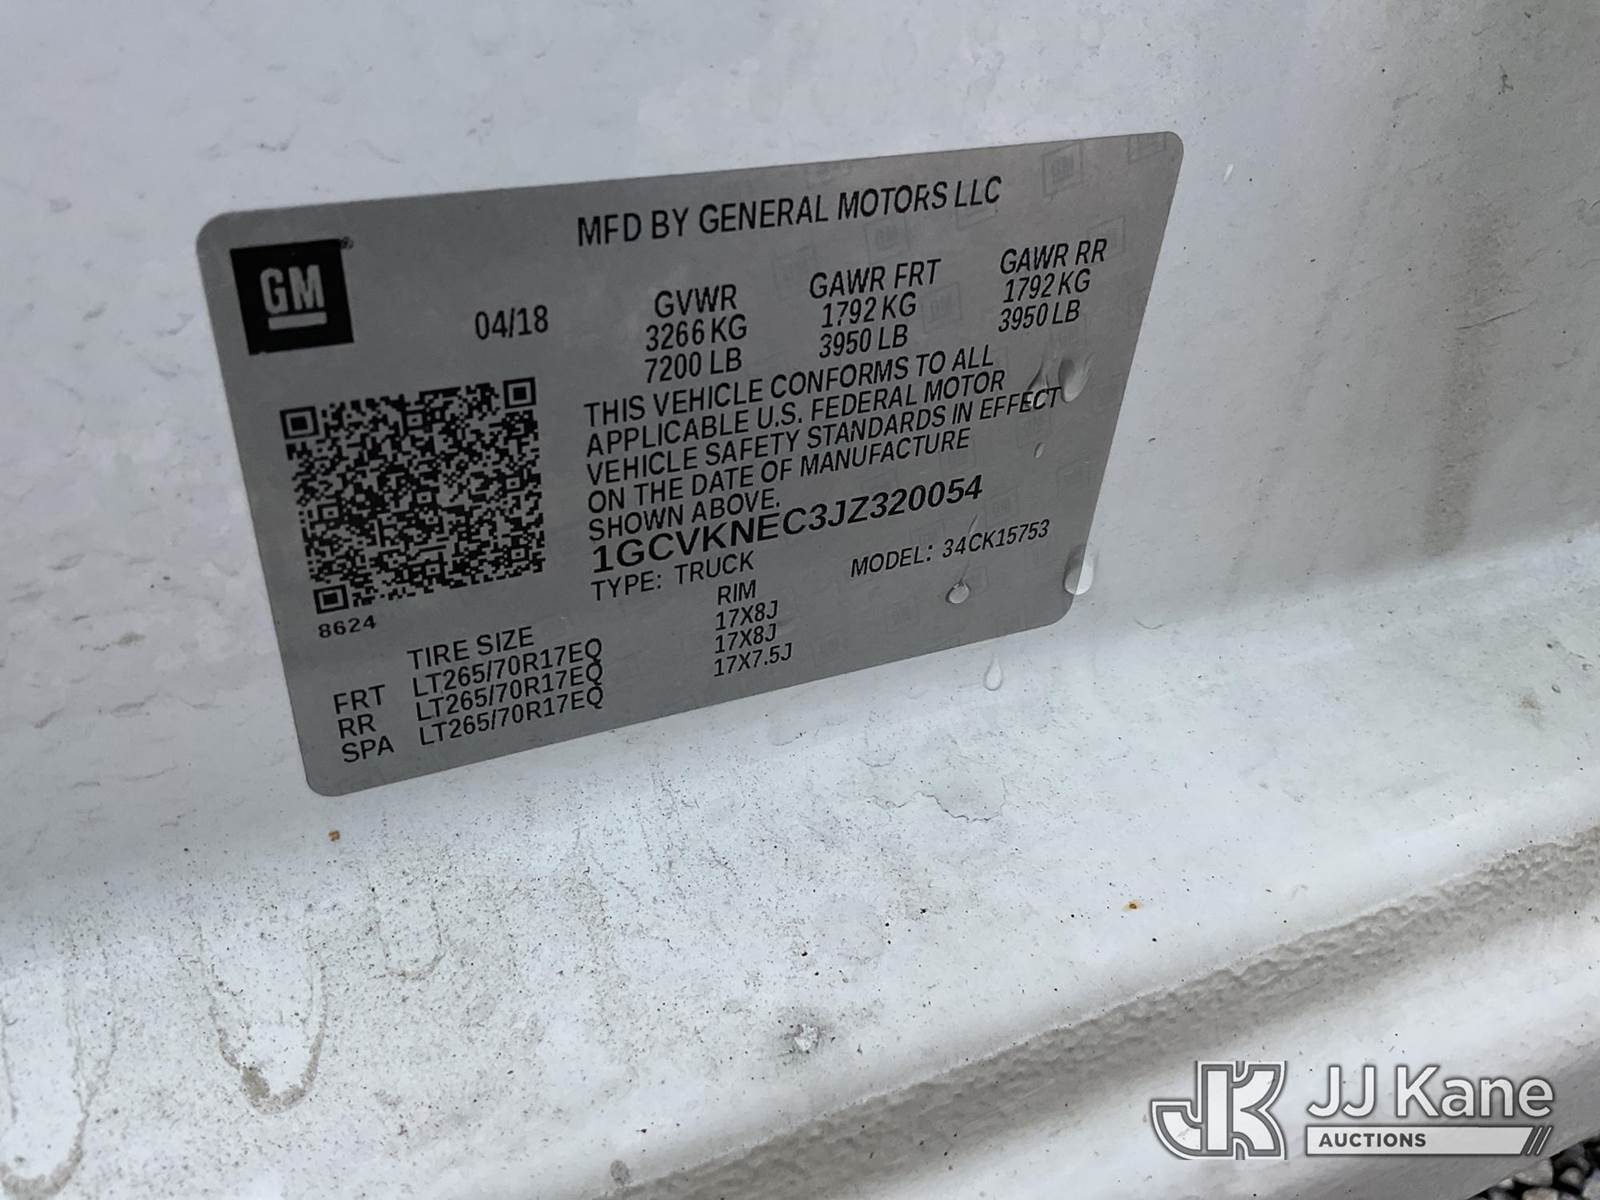 MFD BY GENERAL MOTORS LLC
GM
04/18
GVWR
3266 KG
7200 LB
GAWR FRT
1792 KG
3950 LB
GAWR RR
1792 KG
3950 LB
THIS VEHICLE CONFORMS TO ALL
APPLICABLE U.S. FEDERAL MOTOR
VEHICLE SAFETY STANDARDS IN EFFECT
ON THE DATE OF MANUFACTURE
SHOWN ABOVE.
1GCVKNEC3JZ320054
TYPE: TRUCK MODEL: 34CK15753
8624
TIRE SIZE RIM
FRT LT265/70R17EQ 17X8J
RR LT265/70R17EQ 17X8J
SPA LT265/70R17EQ 17X7.5J
JK JJ Kane
AUCTIONS